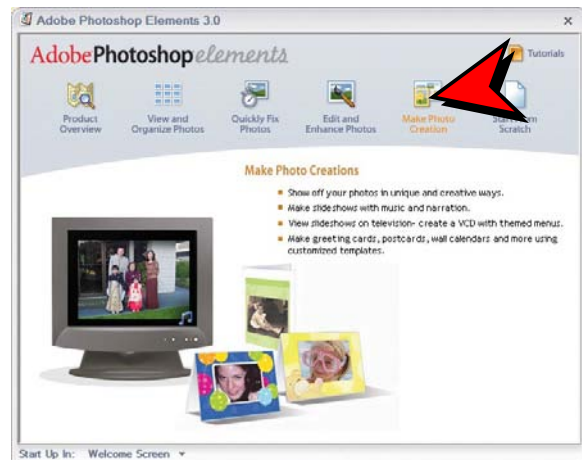 Adobe Photoshop Elements 3.0
Adobe Photoshop elements
Tutorials
Product
Overview
View and
Organize Photos
Quickly Fix
Photos
Edit and
Enhance Photos
Make Photo
Creation
Scratch
Make Photo Creations
Show off your photos in unique and creative ways.
Make slideshows with music and narration.
View slideshows on television- create a VCD with themed menus.
Make greeting cards, postcards, wall calendars and more using
customized templates.
Start Up In: Welcome Screen